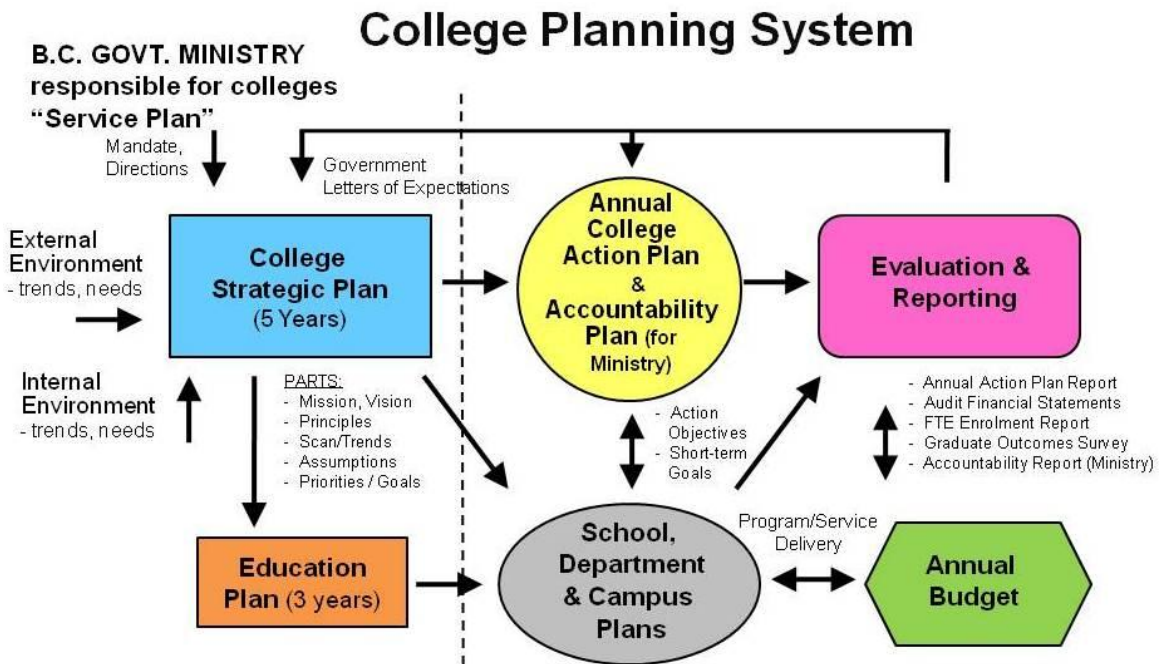 College Planning System
B.C. GOVT. MINISTRY
responsible for colleges
“Service Plan”
Mandate,
Directions
Government
Letters of Expectations
External
Environment
- trends, needs
College
Strategic Plan
(5 Years)
Annual
College
Action Plan
&
Accountability
Plan (for
Ministry)
Evaluation &
Reporting
Internal
Environment
- trends, needs
PARTS:
- Mission, Vision
- Principles
- Scan/Trends
- Assumptions
- Priorities / Goals
- Action
Objectives
- Short-term
Goals
- Annual Action Plan Report
- Audit Financial Statements
- FTE Enrolment Report
- Graduate Outcomes Survey
- Accountability Report (Ministry)
Education
Plan (3 years)
School,
Department
& Campus
Plans
Program/Service
Delivery
Annual
Budget